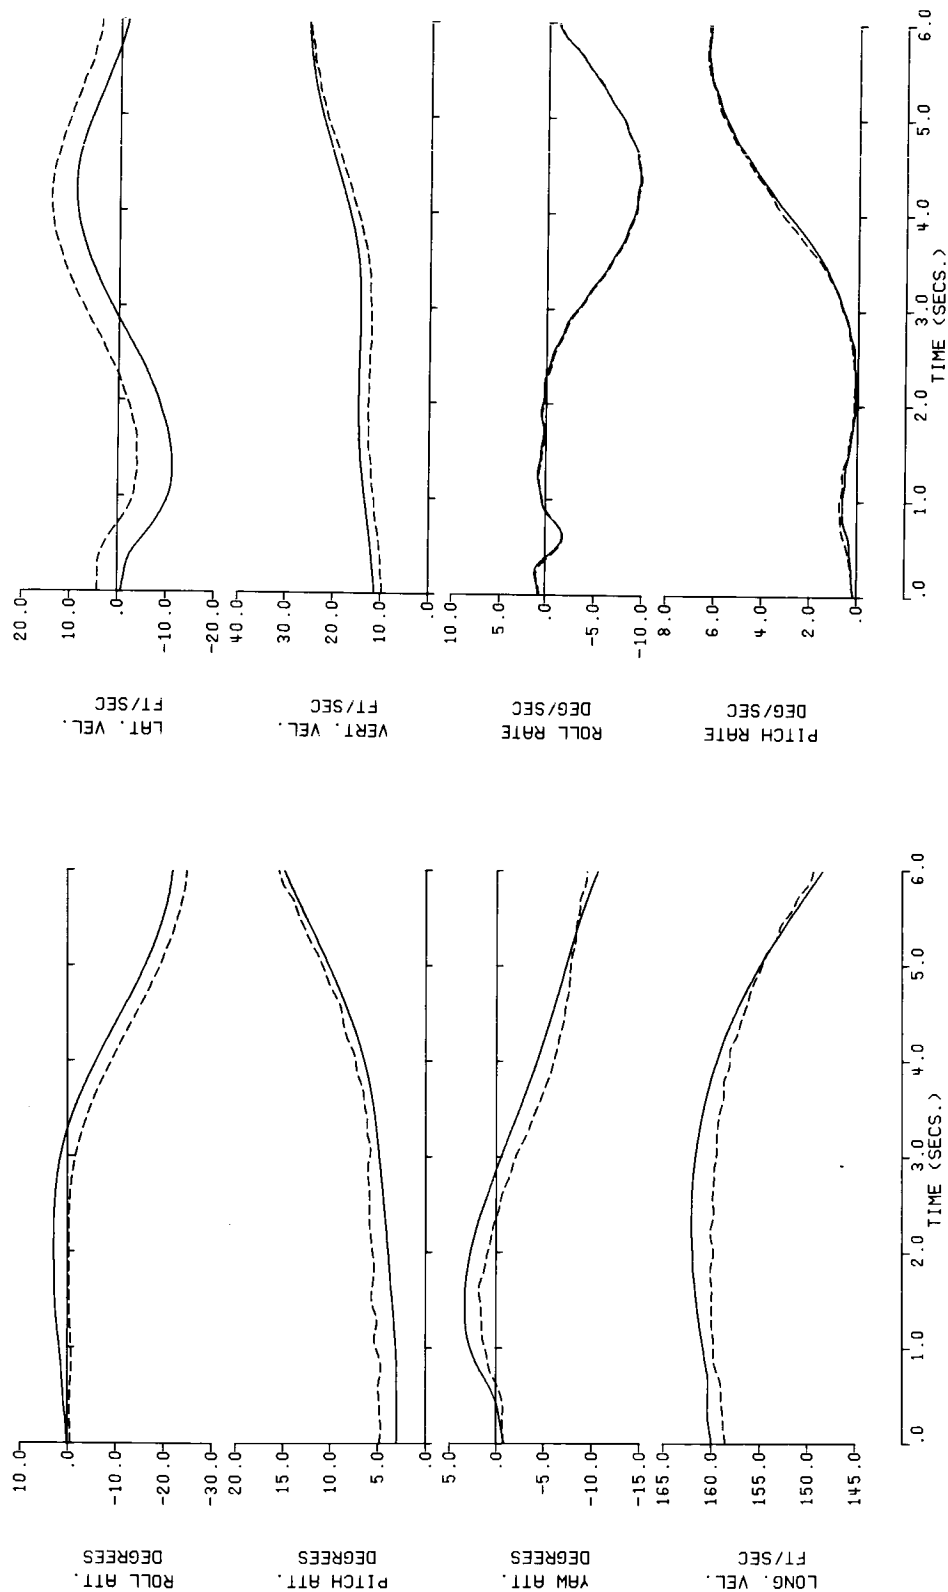 ROLL ATT.
DEGREES
10.0
.0
-10.0
-20.0
-30.0
PITCH ATT.
DEGREES
20.0
15.0
10.0
5.0
.0
YAW ATT.
DEGREES
5.0
.0
-5.0
-10.0
-15.0
LONG. VEL.
FT/SEC
165.0
160.0
155.0
150.0
145.0
.0 1.0 2.0 3.0 4.0 5.0 6.0
TIME (SECS.)
LAT. VEL.
FT/SEC
20.0
10.0
.0
-10.0
-20.0
VERT. VEL.
FT/SEC
40.0
30.0
20.0
10.0
.0
ROLL RATE
DEG/SEC
10.0
5.0
.0
-5.0
-10.0
PITCH RATE
DEG/SEC
8.0
6.0
4.0
2.0
.0
.0 1.0 2.0 3.0 4.0 5.0 6.0
TIME (SECS.)